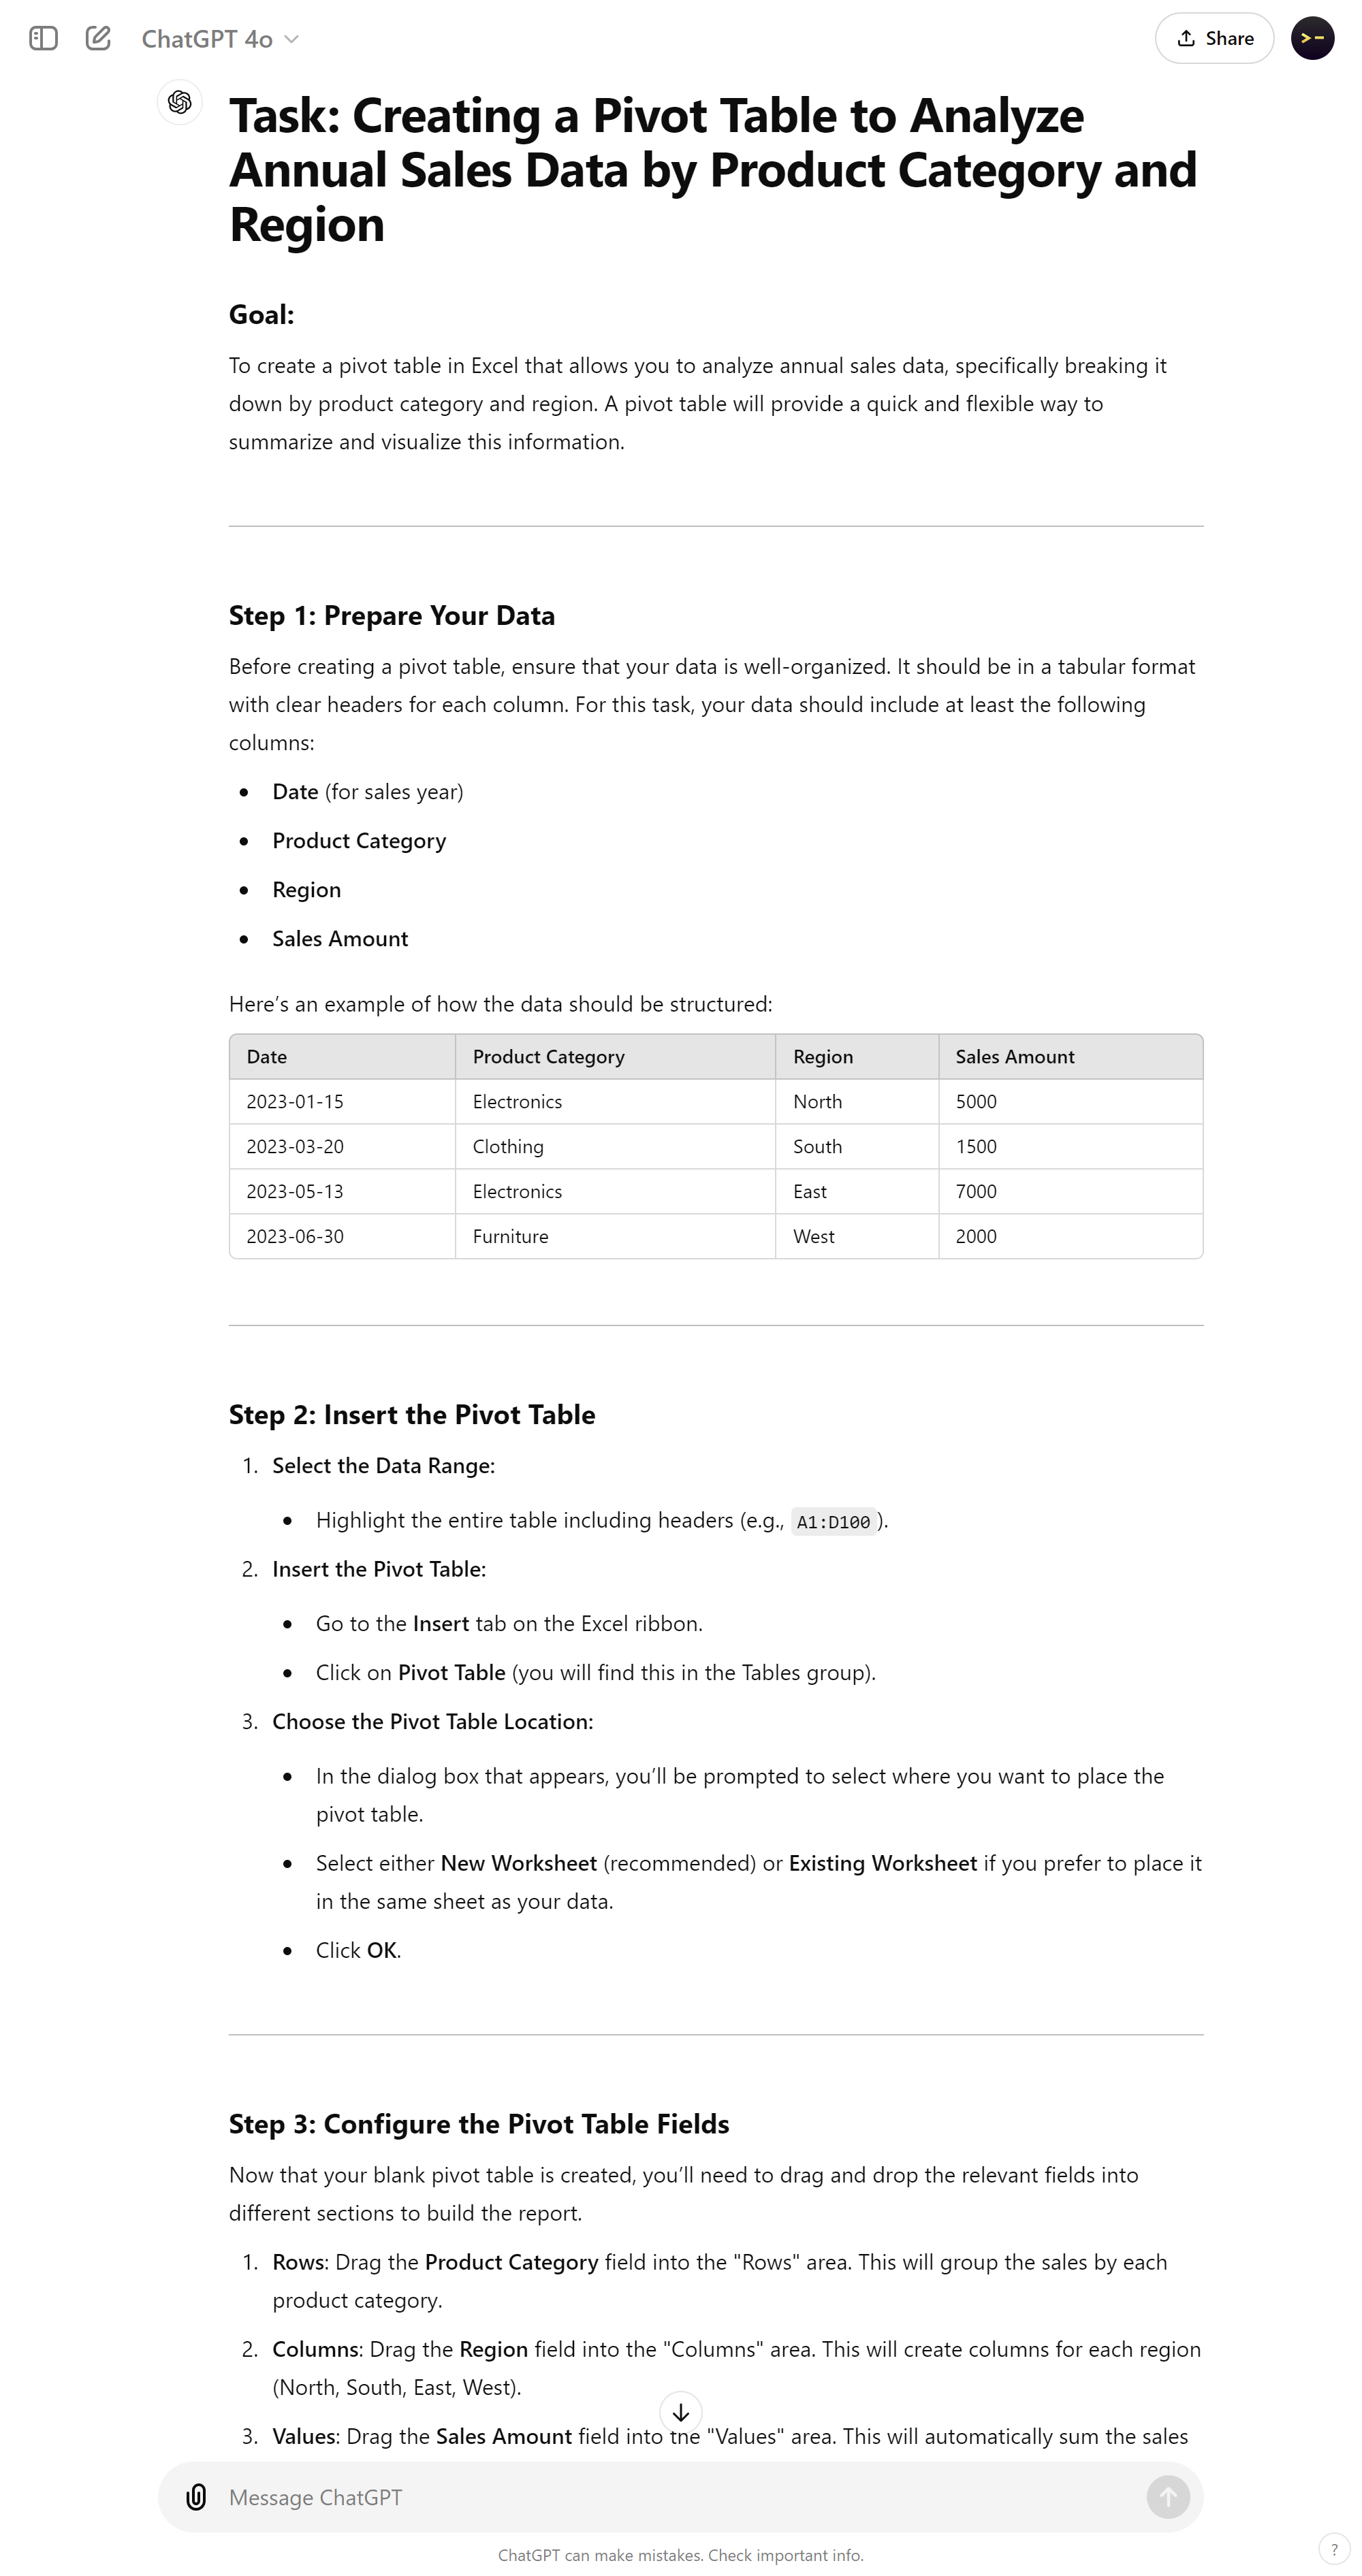 ChatGPT 4o
Share
Task: Creating a Pivot Table to Analyze
Annual Sales Data by Product Category and
Region
Goal:
To create a pivot table in Excel that allows you to analyze annual sales data, specifically breaking it
down by product category and region. A pivot table will provide a quick and flexible way to
summarize and visualize this information.
Step 1: Prepare Your Data
Before creating a pivot table, ensure that your data is well-organized. It should be in a tabular format
with clear headers for each column. For this task, your data should include at least the following
columns:
• Date (for sales year)
• Product Category
• Region
• Sales Amount
Here’s an example of how the data should be structured:
Date Product Category Region Sales Amount
2023-01-15 Electronics North 5000
2023-03-20 Clothing South 1500
2023-05-13 Electronics East 7000
2023-06-30 Furniture West 2000
Step 2: Insert the Pivot Table
1. Select the Data Range:
• Highlight the entire table including headers (e.g., A1:D100).
2. Insert the Pivot Table:
• Go to the Insert tab on the Excel ribbon.
• Click on Pivot Table (you will find this in the Tables group).
3. Choose the Pivot Table Location:
• In the dialog box that appears, you’ll be prompted to select where you want to place the
pivot table.
• Select either New Worksheet (recommended) or Existing Worksheet if you prefer to place it
in the same sheet as your data.
• Click OK.
Step 3: Configure the Pivot Table Fields
Now that your blank pivot table is created, you’ll need to drag and drop the relevant fields into
different sections to build the report.
1. Rows: Drag the Product Category field into the "Rows" area. This will group the sales by each
product category.
2. Columns: Drag the Region field into the "Columns" area. This will create columns for each region
(North, South, East, West).
3. Values: Drag the Sales Amount field into the "Values" area. This will automatically sum the sales
Message ChatGPT
ChatGPT can make mistakes. Check important info.
?